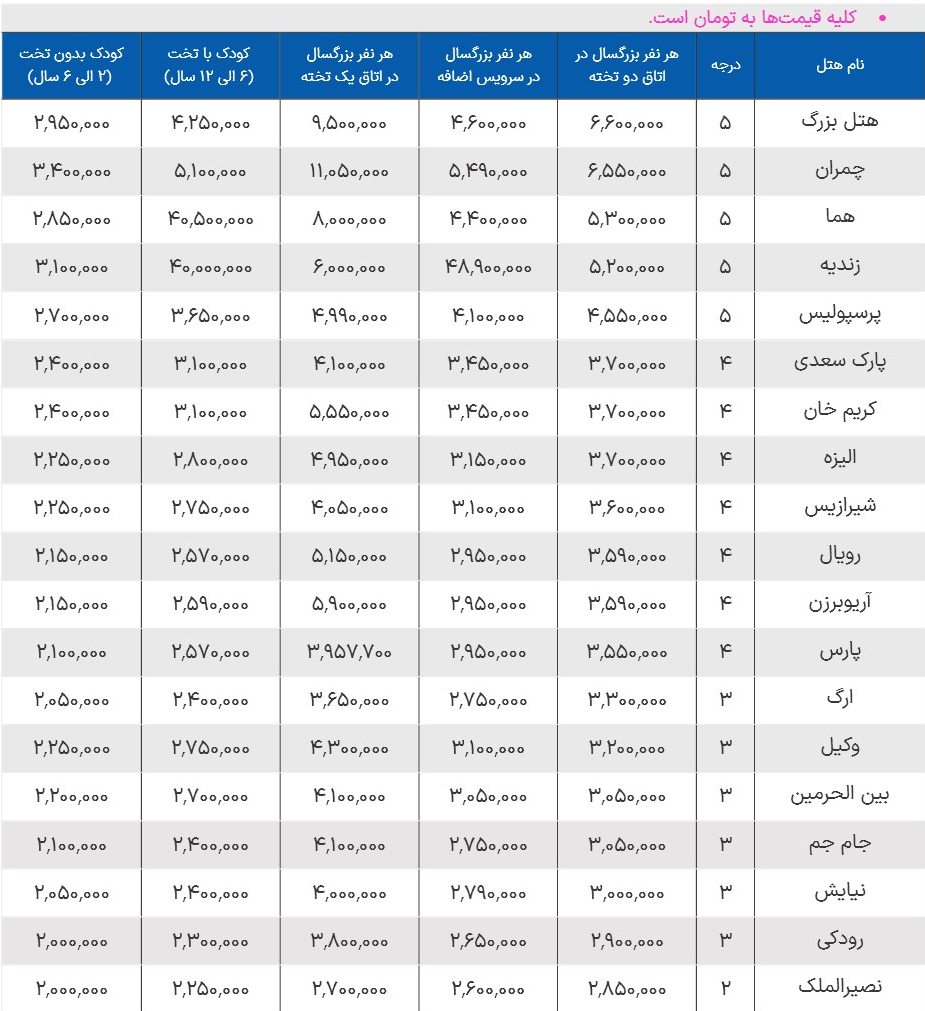 • کلیه قیمت‌ها به تومان است.
نام هتل درجه هر نفر بزرگسال در اتاق دو تخته هر نفر بزرگسال در سرویس اضافه هر نفر بزرگسال در اتاق یک تخته کودک با تخت (۶ الی ۱۲ سال) کودک بدون تخت (۲ الی ۶ سال)
هتل بزرگ ۵ ۶,۶۰۰,۰۰۰ ۴,۶۰۰,۰۰۰ ۹,۵۰۰,۰۰۰ ۴,۲۵۰,۰۰۰ ۲,۹۵۰,۰۰۰
چمران ۵ ۶,۵۵۰,۰۰۰ ۵,۴۹۰,۰۰۰ ۱۱,۰۵۰,۰۰۰ ۵,۱۰۰,۰۰۰ ۳,۴۰۰,۰۰۰
هما ۵ ۵,۳۰۰,۰۰۰ ۴,۴۰۰,۰۰۰ ۸,۰۰۰,۰۰۰ ۴۰,۵۰۰,۰۰۰ ۲,۸۵۰,۰۰۰
زندیه ۵ ۵,۲۰۰,۰۰۰ ۴۸,۹۰۰,۰۰۰ ۶,۰۰۰,۰۰۰ ۴۰,۰۰۰,۰۰۰ ۳,۱۰۰,۰۰۰
پرسپولیس ۵ ۴,۵۵۰,۰۰۰ ۴,۱۰۰,۰۰۰ ۴,۹۹۰,۰۰۰ ۳,۶۵۰,۰۰۰ ۲,۷۰۰,۰۰۰
پارک سعدی ۴ ۳,۷۰۰,۰۰۰ ۳,۴۵۰,۰۰۰ ۴,۱۰۰,۰۰۰ ۳,۱۰۰,۰۰۰ ۲,۴۰۰,۰۰۰
کریم خان ۴ ۳,۷۰۰,۰۰۰ ۳,۴۵۰,۰۰۰ ۵,۵۵۰,۰۰۰ ۳,۱۰۰,۰۰۰ ۲,۴۰۰,۰۰۰
الیزه ۴ ۳,۷۰۰,۰۰۰ ۳,۱۵۰,۰۰۰ ۴,۹۵۰,۰۰۰ ۲,۸۰۰,۰۰۰ ۲,۲۵۰,۰۰۰
شیرازیس ۴ ۳,۶۰۰,۰۰۰ ۳,۱۰۰,۰۰۰ ۴,۰۵۰,۰۰۰ ۲,۷۵۰,۰۰۰ ۲,۲۵۰,۰۰۰
رویال ۴ ۳,۵۹۰,۰۰۰ ۲,۹۵۰,۰۰۰ ۵,۱۵۰,۰۰۰ ۲,۵۷۰,۰۰۰ ۲,۱۵۰,۰۰۰
آریوبرزن ۴ ۳,۵۹۰,۰۰۰ ۲,۹۵۰,۰۰۰ ۵,۹۰۰,۰۰۰ ۲,۵۹۰,۰۰۰ ۲,۱۵۰,۰۰۰
پارس ۴ ۳,۵۵۰,۰۰۰ ۲,۹۵۰,۰۰۰ ۳,۹۵۷,۷۰۰ ۲,۵۷۰,۰۰۰ ۲,۱۰۰,۰۰۰
ارگ ۳ ۳,۳۰۰,۰۰۰ ۲,۷۵۰,۰۰۰ ۳,۶۵۰,۰۰۰ ۲,۴۰۰,۰۰۰ ۲,۰۵۰,۰۰۰
وکیل ۳ ۳,۲۰۰,۰۰۰ ۳,۱۰۰,۰۰۰ ۴,۳۰۰,۰۰۰ ۲,۷۵۰,۰۰۰ ۲,۲۵۰,۰۰۰
بین الحرمین ۳ ۳,۰۵۰,۰۰۰ ۳,۰۵۰,۰۰۰ ۴,۱۰۰,۰۰۰ ۲,۷۰۰,۰۰۰ ۲,۲۰۰,۰۰۰
جام جم ۳ ۳,۰۵۰,۰۰۰ ۲,۷۵۰,۰۰۰ ۴,۱۰۰,۰۰۰ ۲,۴۰۰,۰۰۰ ۲,۱۰۰,۰۰۰
نیایش ۳ ۳,۰۰۰,۰۰۰ ۲,۷۹۰,۰۰۰ ۴,۰۰۰,۰۰۰ ۲,۴۰۰,۰۰۰ ۲,۰۵۰,۰۰۰
رودکی ۳ ۲,۹۰۰,۰۰۰ ۲,۶۵۰,۰۰۰ ۳,۸۰۰,۰۰۰ ۲,۳۰۰,۰۰۰ ۲,۰۰۰,۰۰۰
نصیرالملک ۲ ۲,۸۵۰,۰۰۰ ۲,۶۰۰,۰۰۰ ۲,۷۰۰,۰۰۰ ۲,۲۵۰,۰۰۰ ۲,۰۰۰,۰۰۰